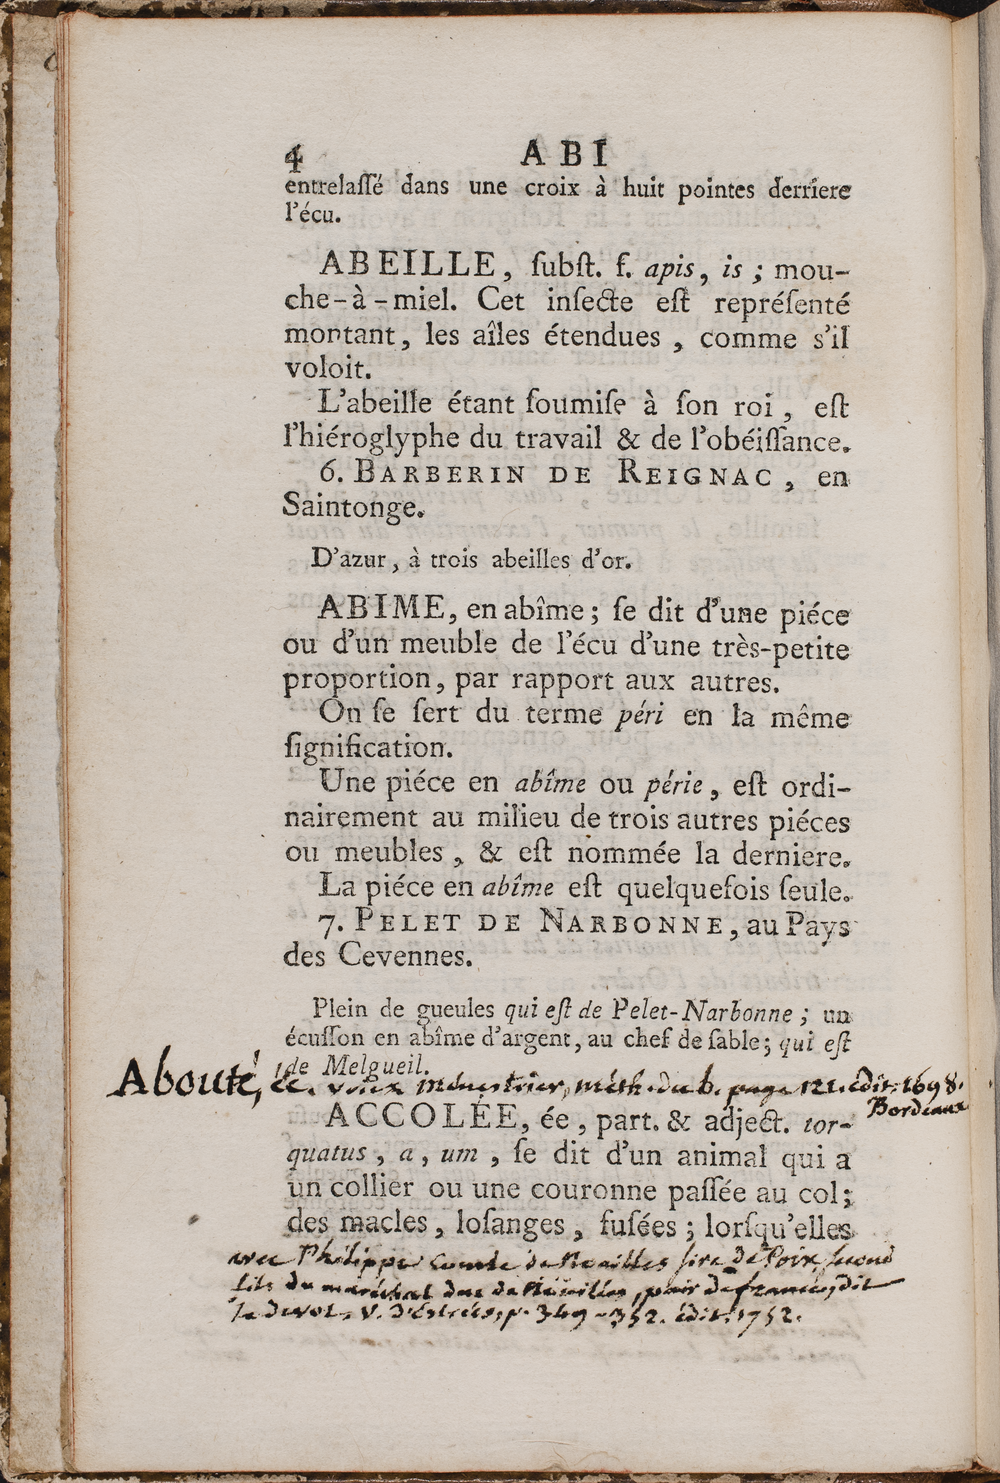 4 ABI
entrelaſſé dans une croix à huit pointes derriere
l'écu.
ABEILLE, ſubſt. f. apis, is ; mou-
che-à-miel. Cet inſecte eſt repréſenté
montant, les aîles étendues, comme s'il
voloit.
L'abeille étant ſoumiſe à ſon roi, eſt
l'hiéroglyphe du travail & de l'obéiſſance.
6. BARBERIN DE REIGNAC, en
Saintonge.
D'azur, à trois abeilles d'or.
ABIME, en abîme ; ſe dit d'une piéce
ou d'un meuble de l'écu d'une très-petite
proportion, par rapport aux autres.
On ſe ſert du terme péri en la même
ſignification.
Une piéce en abîme ou périe, eſt ordi-
nairement au milieu de trois autres piéces
ou meubles, & eſt nommée la derniere.
La piéce en abîme eſt quelquefois ſeule.
7. PELET DE NARBONNE, au Pays
des Cevennes.
Plein de gueules qui eſt de Pelet-Narbonne ; un
écuſſon en abîme d'argent, au chef de ſable ; qui eſt
de Melgueil.
Abouté, ée. voïex menestrier, méth. du b. page 121. édit. 1698.
Bordeaux
ACCOLÉE, ée, part. & adject. tor-
quatus, a, um, ſe dit d'un animal qui a
un collier ou une couronne paſſée au col ;
des macles, loſanges, fuſées ; lorſqu'elles
avec Philippe Comte de Noailles sire De Poix, second
fils du maréchal duc de Noailles, pair de france, dit
V. D'Estrées, p. 349-352. édit. 1752.